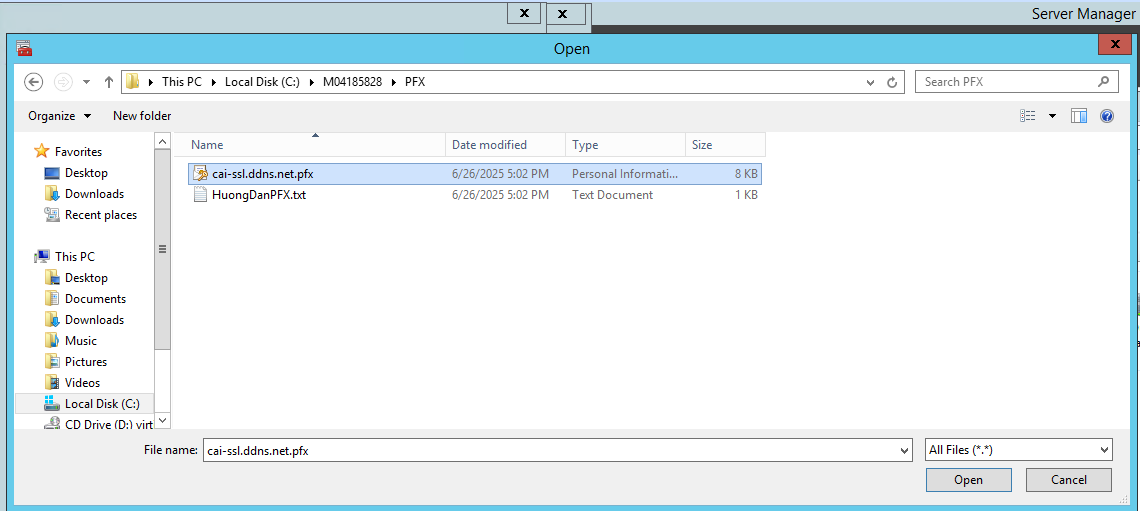 Server Manager
Open
This PC Local Disk (C:) M04185828 PFX
Search PFX
Organize New folder
Name Date modified Type Size
Favorites
Desktop
Downloads
Recent places
This PC
Desktop
Documents
Downloads
Music
Pictures
Videos
Local Disk (C:)
CD Drive (D:) virt
cai-ssl.ddns.net.pfx 6/26/2025 5:02 PM Personal Informati... 8 KB
HuongDanPFX.txt 6/26/2025 5:02 PM Text Document 1 KB
File name: cai-ssl.ddns.net.pfx All Files (*.*)
Open Cancel